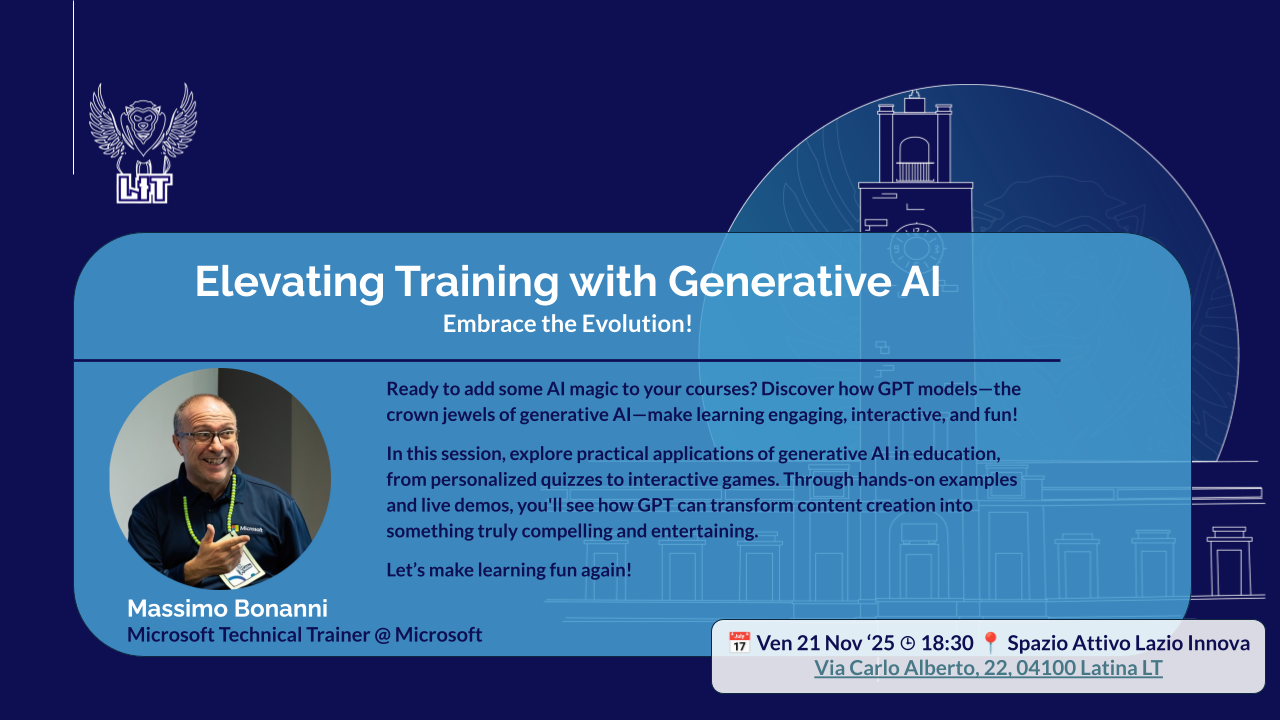 LIT
Elevating Training with Generative AI
Embrace the Evolution!
Ready to add some AI magic to your courses? Discover how GPT models—the
crown jewels of generative AI—make learning engaging, interactive, and fun!
In this session, explore practical applications of generative AI in education,
from personalized quizzes to interactive games. Through hands-on examples
and live demos, you'll see how GPT can transform content creation into
something truly compelling and entertaining.
Let’s make learning fun again!
Microsoft
Massimo Bonanni
Microsoft Technical Trainer @ Microsoft
📅 Ven 21 Nov ‘25 🕒 18:30 📍 Spazio Attivo Lazio Innova
Via Carlo Alberto, 22, 04100 Latina LT